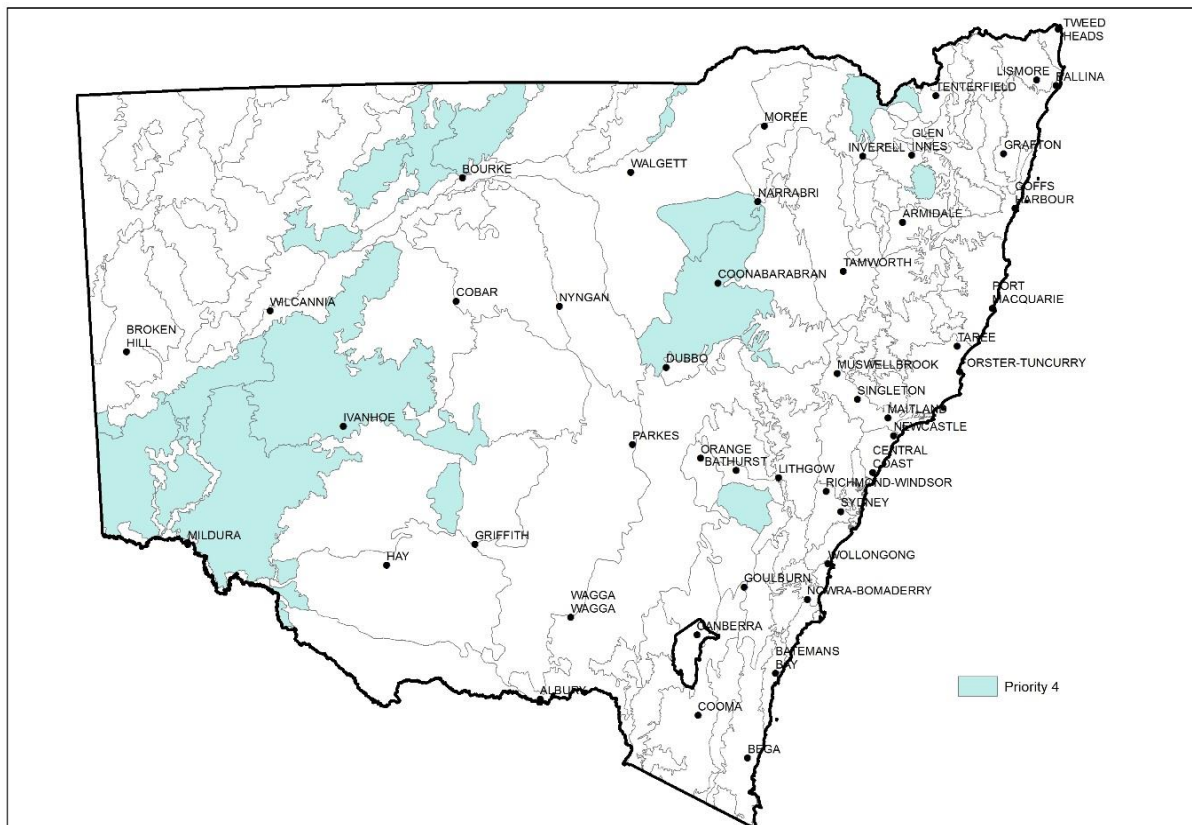 TWEED
HEADS
LISMORE
BALLINA
TENTERFIELD
MOREE
GLEN
INNES
INVERELL
GRAFTON
BOURKE
WALGETT
NARRABRI
COFFS
HARBOUR
ARMIDALE
COONABARABRAN
TAMWORTH
WILCANNIA
COBAR
NYNGAN
PORT
MACQUARIE
BROKEN
HILL
TAREE
DUBBO
MUSWELLBROOK
FORSTER-TUNCURRY
SINGLETON
IVANHOE
MAITLAND
NEWCASTLE
PARKES
ORANGE
BATHURST
CENTRAL
COAST
LITHGOW
RICHMOND-WINDSOR
SYDNEY
MILDURA
GRIFFITH
HAY
WOLLONGONG
GOULBURN
NOWRA-BOMADERRY
WAGGA
WAGGA
CANBERRA
BATEMANS
BAY
ALBURY
Priority 4
COOMA
BEGA